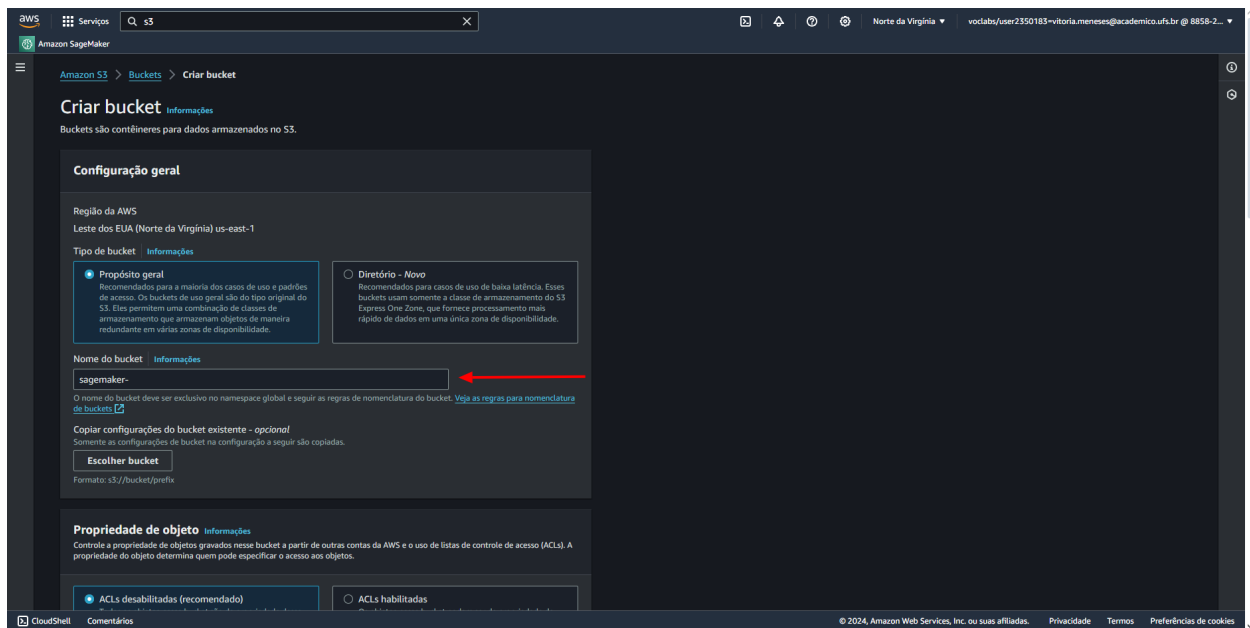 aws
Serviços
s3
Norte da Virgínia
voclabs/user2350183=vitoria.meneses@academico.ufs.br @ 8858-2...
Amazon SageMaker
Amazon S3 > Buckets > Criar bucket
Criar bucket Informações
Buckets são contêineres para dados armazenados no S3.
Configuração geral
Região da AWS
Leste dos EUA (Norte da Virgínia) us-east-1
Tipo de bucket Informações
Propósito geral
Recomendados para a maioria dos casos de uso e padrões
de acesso. Os buckets de uso geral são do tipo original do
S3. Eles permitem uma combinação de classes de
armazenamento que armazenam objetos de maneira
redundante em várias zonas de disponibilidade.
Diretório - Novo
Recomendados para casos de uso de baixa latência. Esses
buckets usam somente a classe de armazenamento do S3
Express One Zone, que fornece processamento mais
rápido de dados em uma única zona de disponibilidade.
Nome do bucket Informações
sagemaker-
O nome do bucket deve ser exclusivo no namespace global e seguir as regras de nomenclatura do bucket. Veja as regras para nomenclatura
de buckets
Copiar configurações do bucket existente - opcional
Somente as configurações de bucket na configuração a seguir são copiadas.
Escolher bucket
Formato: s3://bucket/prefix
Propriedade de objeto Informações
Controle a propriedade de objetos gravados nesse bucket a partir de outras contas da AWS e o uso de listas de controle de acesso (ACLs). A
propriedade do objeto determina quem pode especificar o acesso aos objetos.
ACLs desabilitadas (recomendado)
ACLs habilitadas
CloudShell
Comentários
© 2024, Amazon Web Services, Inc. ou suas afiliadas.
Privacidade
Termos
Preferências de cookies